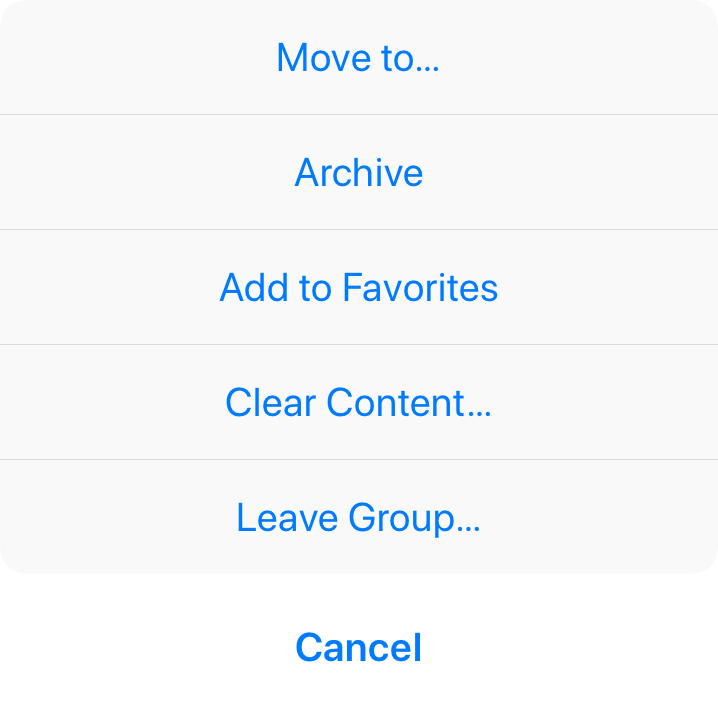 Move to...
Archive
Add to Favorites
Clear Content...
Leave Group...
Cancel